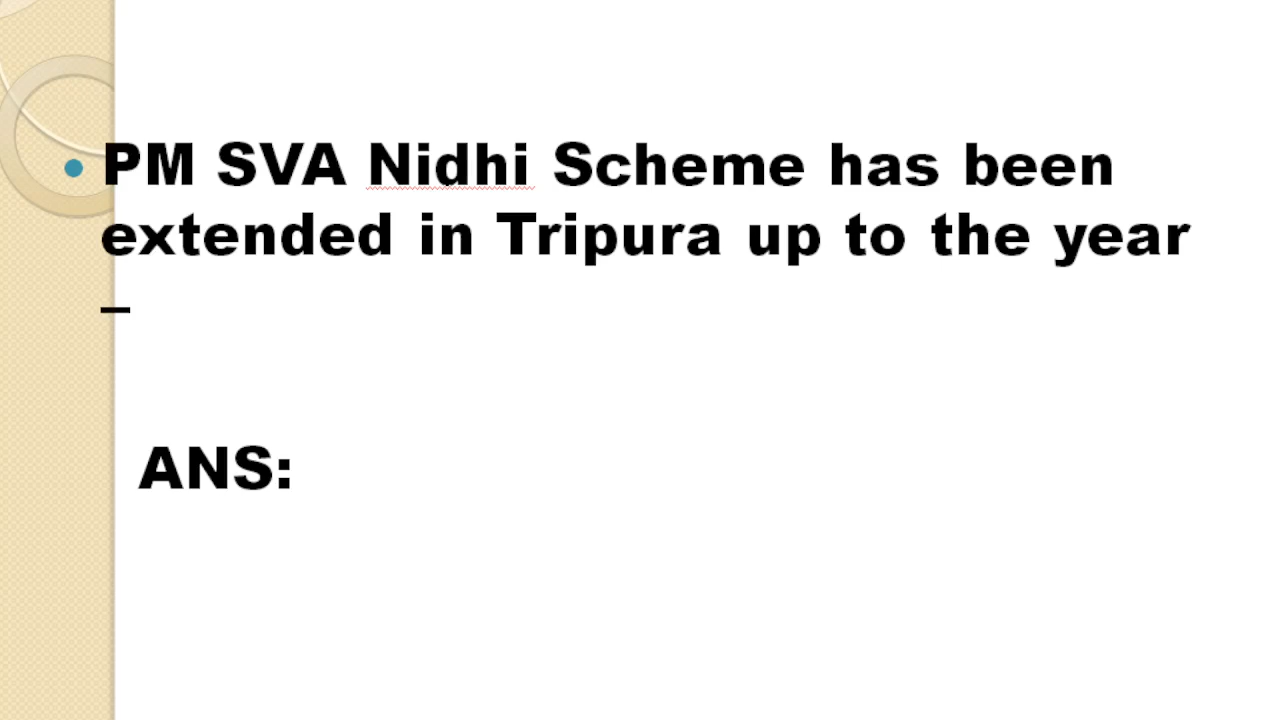 PM SVA Nidhi Scheme has been
extended in Tripura up to the year
–
ANS: